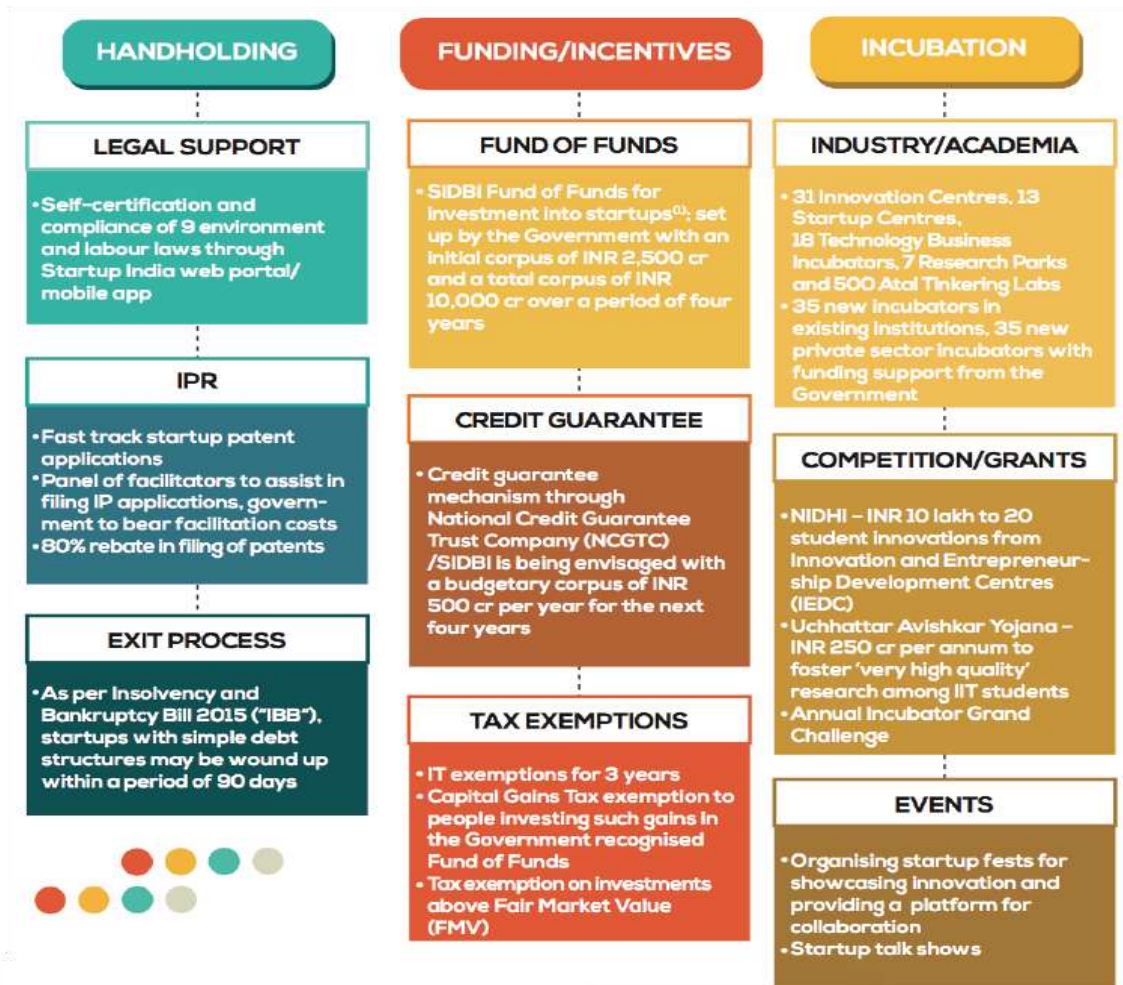 HANDHOLDING
LEGAL SUPPORT
• Self-certification and
compliance of 9 environment
and labour laws through
Startup India web portal/
mobile app
IPR
• Fast track startup patent
applications
• Panel of facilitators to assist in
filing IP applications, govern-
ment to bear facilitation costs
• 80% rebate in filing of patents
EXIT PROCESS
• As per Insolvency and
Bankruptcy Bill 2015 ("IBB"),
startups with simple debt
structures may be wound up
within a period of 90 days
FUNDING/INCENTIVES
FUND OF FUNDS
• SIDBI Fund of Funds for
investment into startups⁽¹⁾; set
up by the Government with an
initial corpus of INR 2,500 cr
and a total corpus of INR
10,000 cr over a period of four
years
CREDIT GUARANTEE
• Credit guarantee
mechanism through
National Credit Guarantee
Trust Company (NCGTC)
/SIDBI is being envisaged with
a budgetary corpus of INR
500 cr per year for the next
four years
TAX EXEMPTIONS
• IT exemptions for 3 years
• Capital Gains Tax exemption to
people investing such gains in
the Government recognised
Fund of Funds
• Tax exemption on investments
above Fair Market Value
(FMV)
INCUBATION
INDUSTRY/ACADEMIA
• 31 Innovation Centres, 13
Startup Centres,
18 Technology Business
Incubators, 7 Research Parks
and 500 Atal Tinkering Labs
• 35 new incubators in
existing institutions, 35 new
private sector incubators with
funding support from the
Government
COMPETITION/GRANTS
• NIDHI – INR 10 lakh to 20
student innovations from
Innovation and Entrepreneur-
ship Development Centres
(IEDC)
• Uchhattar Avishkar Yojana –
INR 250 cr per annum to
foster 'very high quality'
research among IIT students
• Annual Incubator Grand
Challenge
EVENTS
• Organising startup fests for
showcasing innovation and
providing a platform for
collaboration
• Startup talk shows